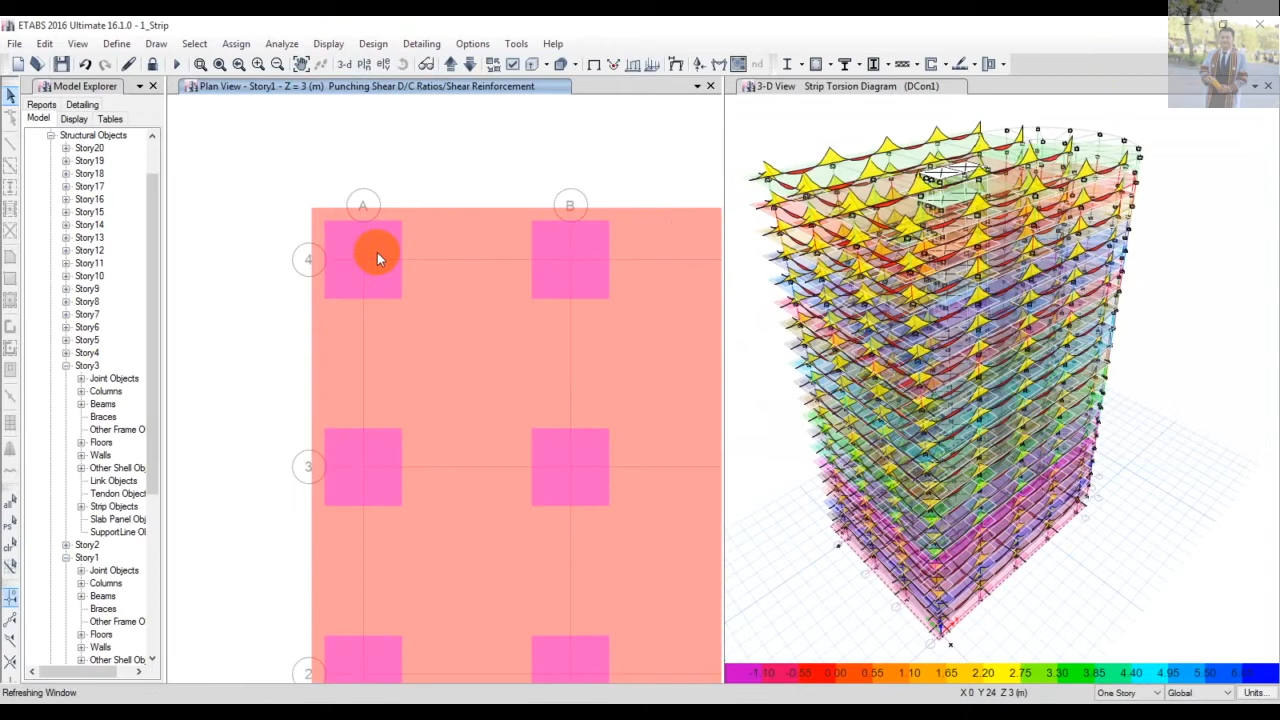 ETABS 2016 Ultimate 16.1.0 - 1_Strip
File Edit View Define Draw Select Assign Analyze Display Design Detailing Options Tools Help
3-d
nd
Model Explorer
Plan View - Story1 - Z = 3 (m) Punching Shear D/C Ratios/Shear Reinforcement
3-D View Strip Torsion Diagram (DCon1)
Reports Detailing
Model Display Tables
Structural Objects
Story20
Story19
Story18
Story17
Story16
Story15
Story14
Story13
Story12
Story11
Story10
Story9
Story8
Story7
Story6
Story5
Story4
Story3
Joint Objects
Columns
Beams
Braces
Other Frame O
Floors
Walls
Other Shell Obj
Link Objects
Tendon Object
Strip Objects
Slab Panel Obj
SupportLine Ol
Story2
Story1
Joint Objects
Columns
Beams
Braces
Other Frame O
Floors
Walls
Other Shell Ob
all
PS
clr
A B
4
3
2
-1.10 -0.55 0.00 0.55 1.10 1.65 2.20 2.75 3.30 3.85 4.40 4.95 5.50
Refreshing Window
X 0 Y 24 Z 3 (m)
One Story
Global
Units...